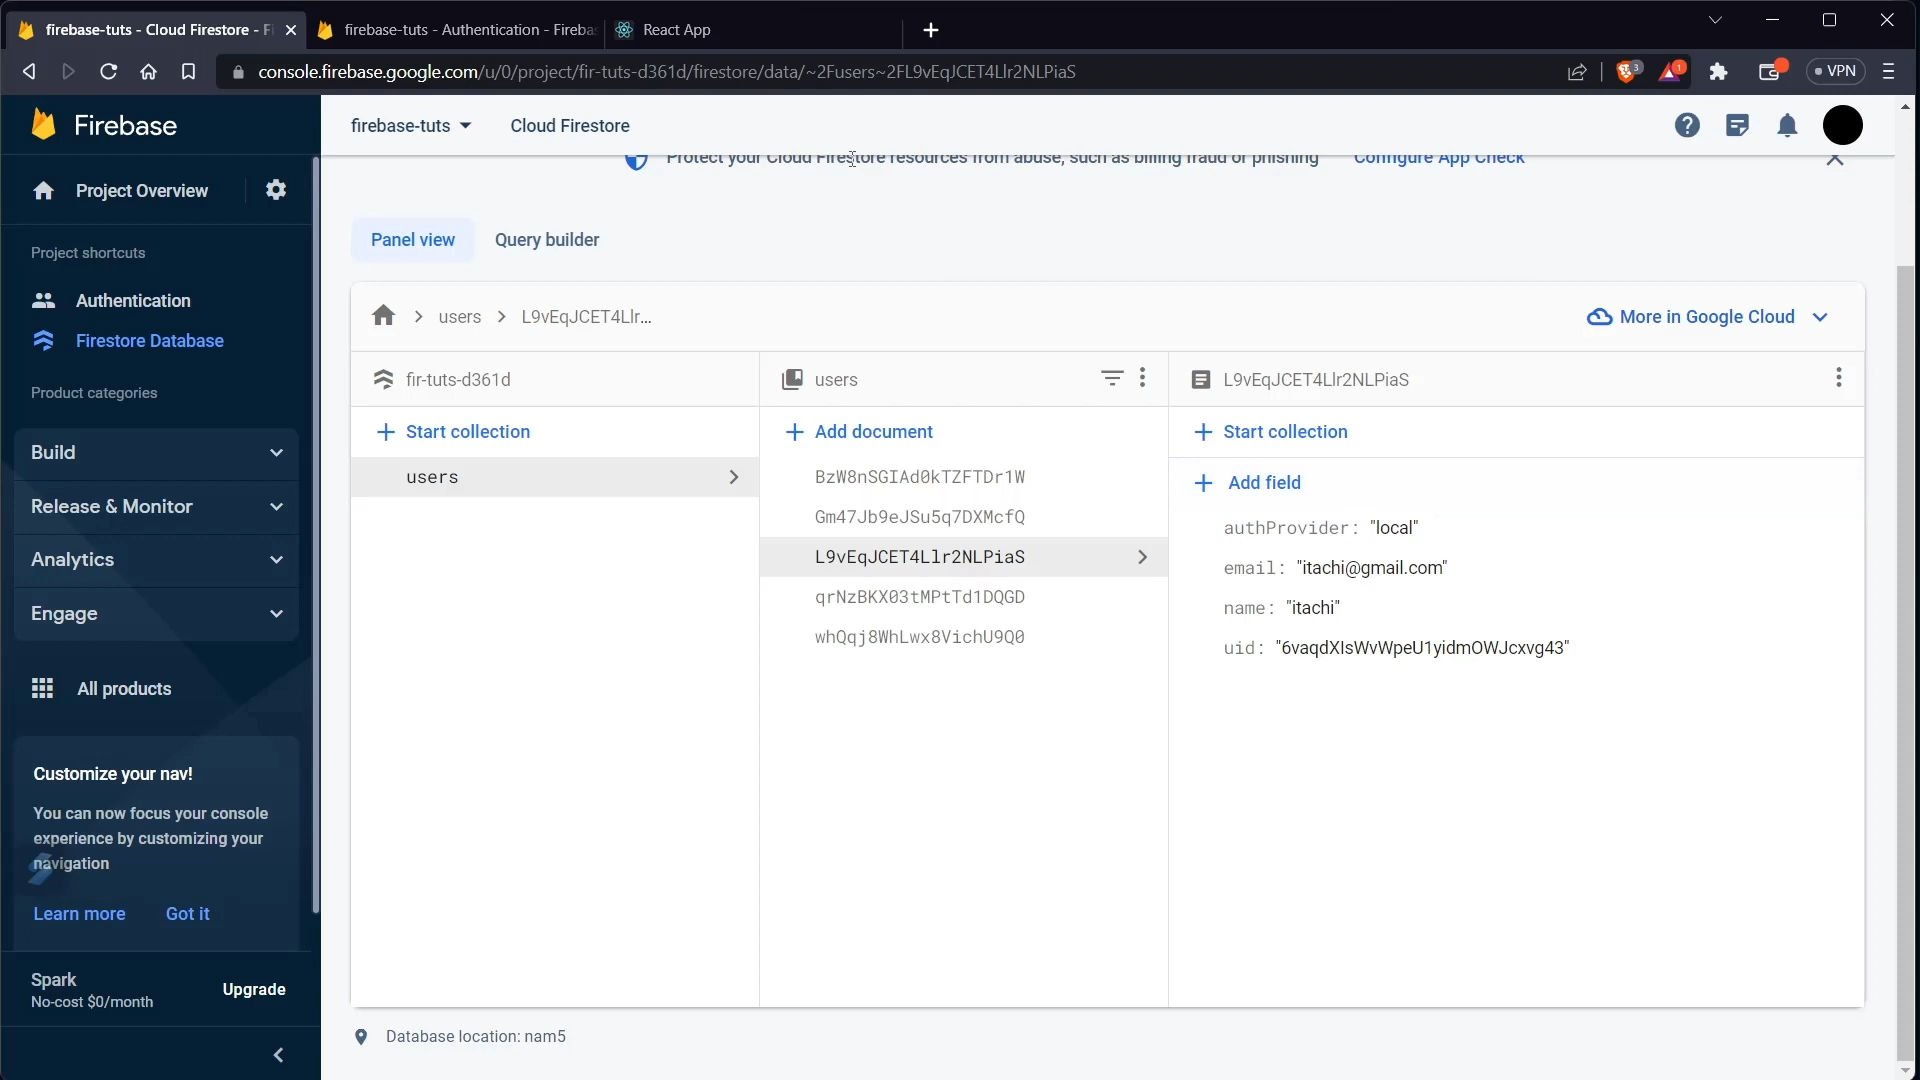 firebase-tuts - Cloud Firestore - Fi
firebase-tuts - Authentication - Fireba
React App
console.firebase.google.com/u/0/project/fir-tuts-d361d/firestore/data/~2Fusers~2FL9vEqJCET4Llr2NLPiaS
3
1
VPN
Firebase
firebase-tuts
Cloud Firestore
Protect your Cloud Firestore resources from abuse, such as billing fraud or phishing
Configure App Check
Project Overview
Project shortcuts
Authentication
Firestore Database
Product categories
Build
Release & Monitor
Analytics
Engage
All products
Customize your nav!
You can now focus your console
experience by customizing your
navigation
Learn more
Got it
Spark
No-cost $0/month
Upgrade
Panel view
Query builder
users
L9vEqJCET4Llr...
More in Google Cloud
fir-tuts-d361d
Start collection
users
users
Add document
BzW8nSGIAd0kTZFTDr1W
Gm47Jb9eJSu5q7DXMcfQ
L9vEqJCET4Llr2NLPiaS
qrNzBKX03tMPtTd1DQGD
whQqj8WhLwx8VichU9Q0
L9vEqJCET4Llr2NLPiaS
Start collection
Add field
authProvider: "local"
email: "itachi@gmail.com"
name: "itachi"
uid: "6vaqdXIsWvWpeU1yidmOWJcxvg43"
Database location: nam5